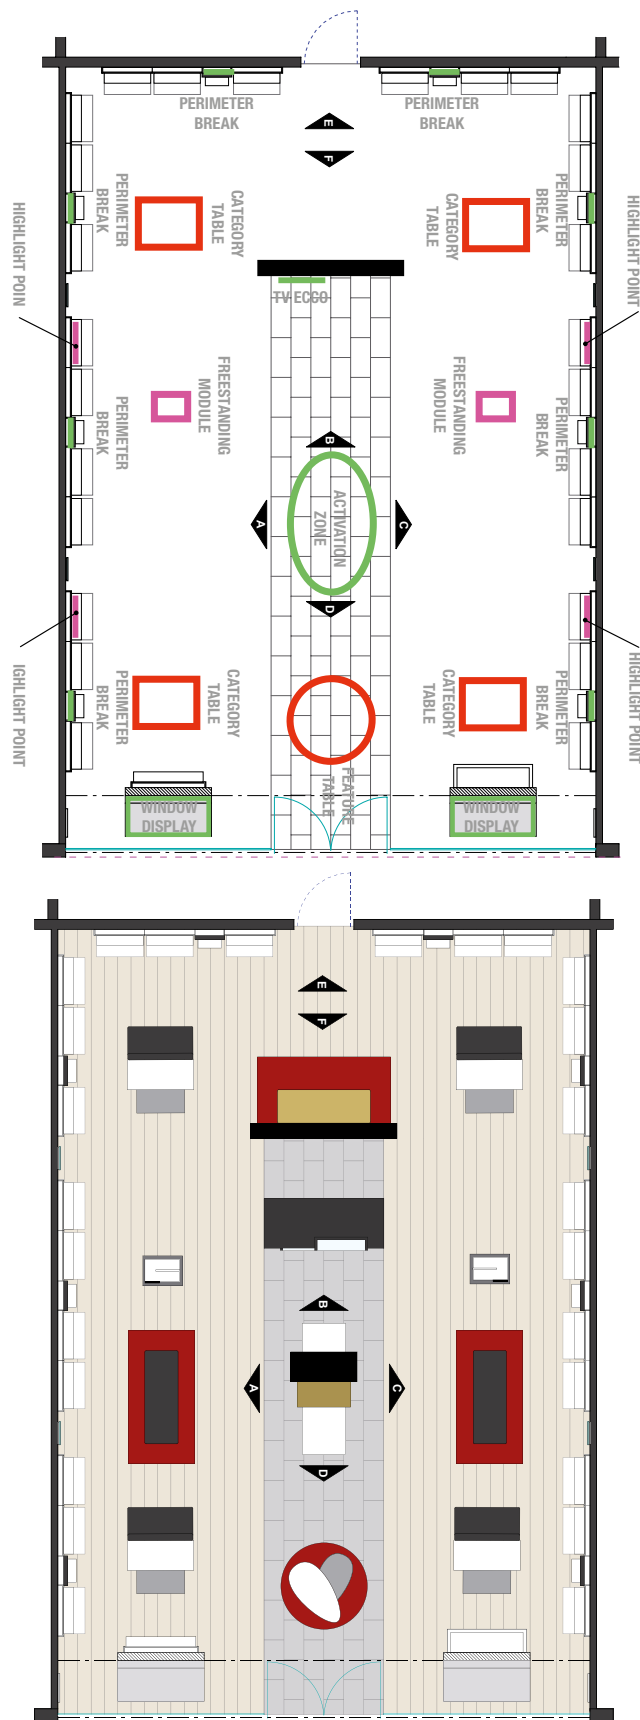 PERIMETER
BREAK
PERIMETER
BREAK
E
F
PERIMETER
BREAK
CATEGORY
TABLE
CATEGORY
TABLE
PERIMETER
BREAK
HIGHLIGHT POIN
HIGHLIGHT POINT
TV ECCO
FREESTANDING
MODULE
FREESTANDING
MODULE
PERIMETER
BREAK
PERIMETER
BREAK
B
A
ACTIVATION
ZONE
C
D
IGHLIGHT POINT
HIGHLIGHT POINT
PERIMETER
BREAK
CATEGORY
TABLE
CATEGORY
TABLE
PERIMETER
BREAK
FEATURE
TABLE
WINDOW
DISPLAY
WINDOW
DISPLAY
E
F
B
A
C
D